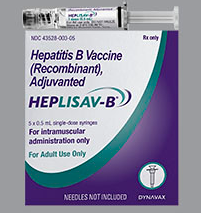 NDC 43528-003-05
Rx only
Hepatitis B Vaccine
(Recombinant),
Adjuvanted
HEPLISAV-B®
5 x 0.5 mL single-dose syringes
For intramuscular
administration only
For Adult Use Only
DYNAVAX
NEEDLES NOT INCLUDED